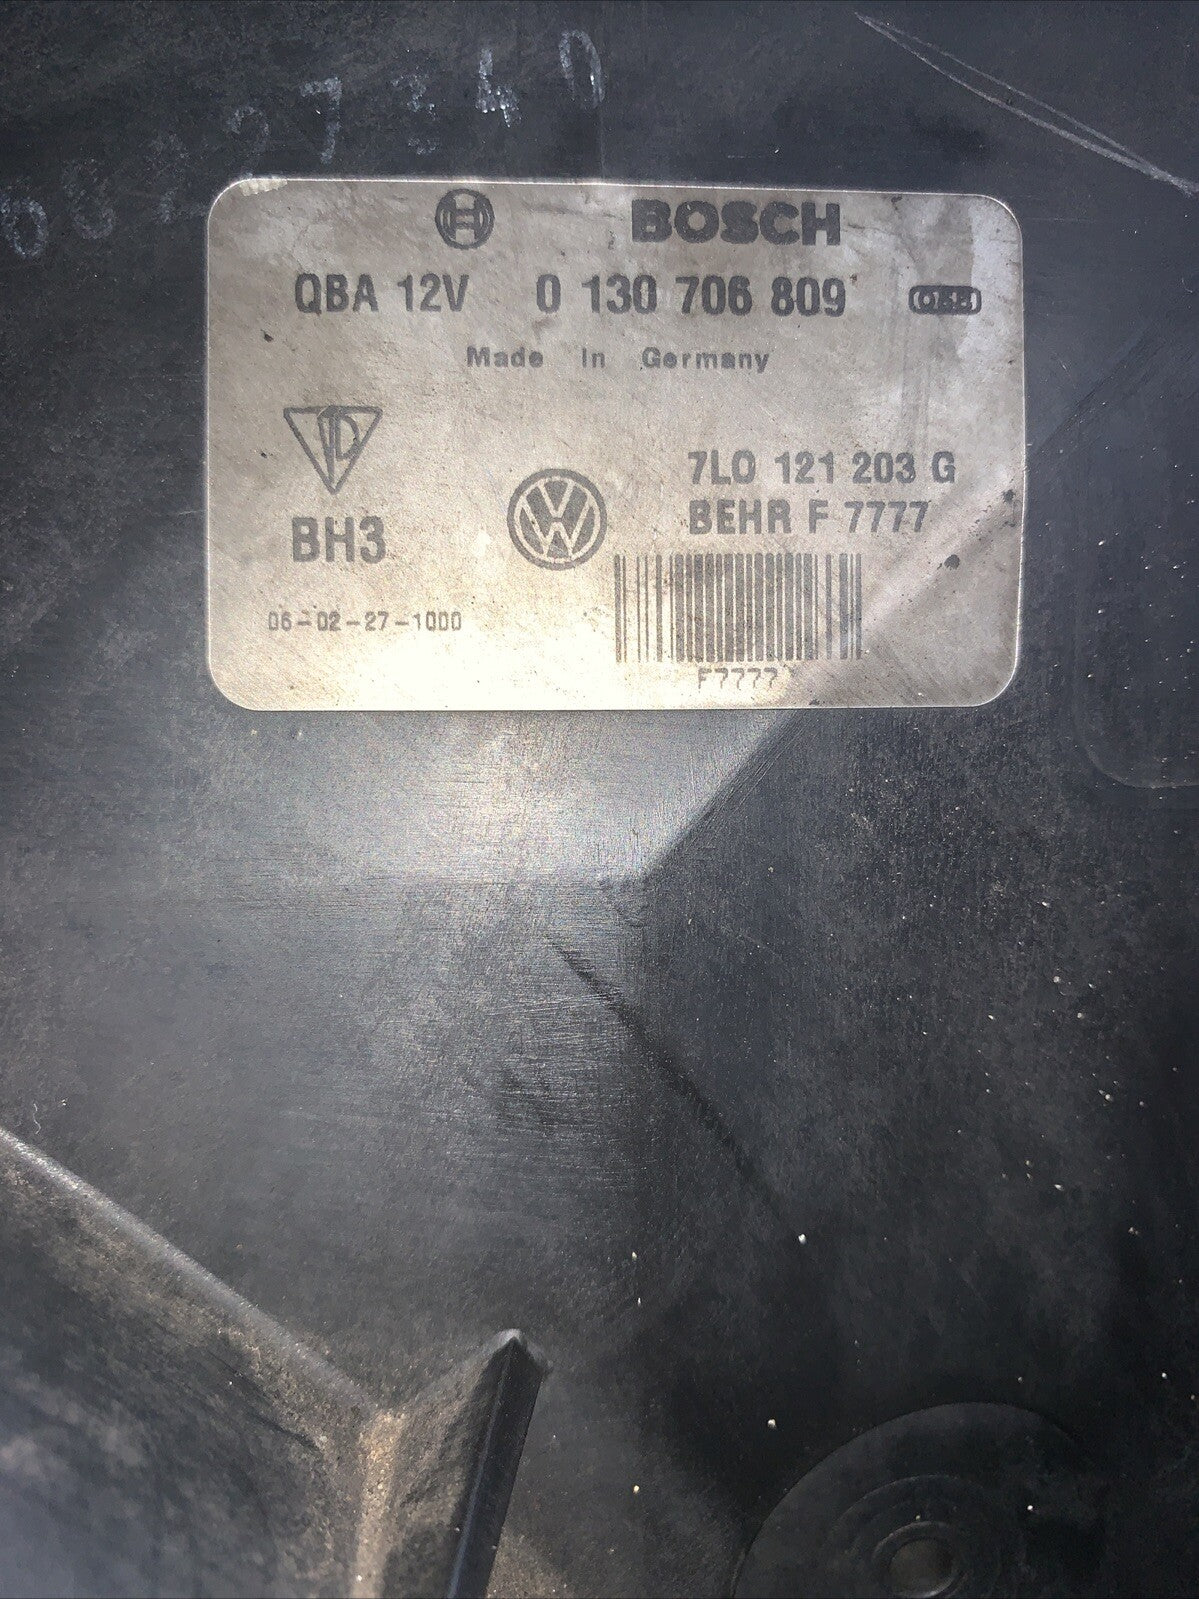 BOSCH
QBA 12V 0 130 706 809
Made In Germany
7L0 121 203 G
BEHR F 7777
BH3
06-02-27-1000
F7777